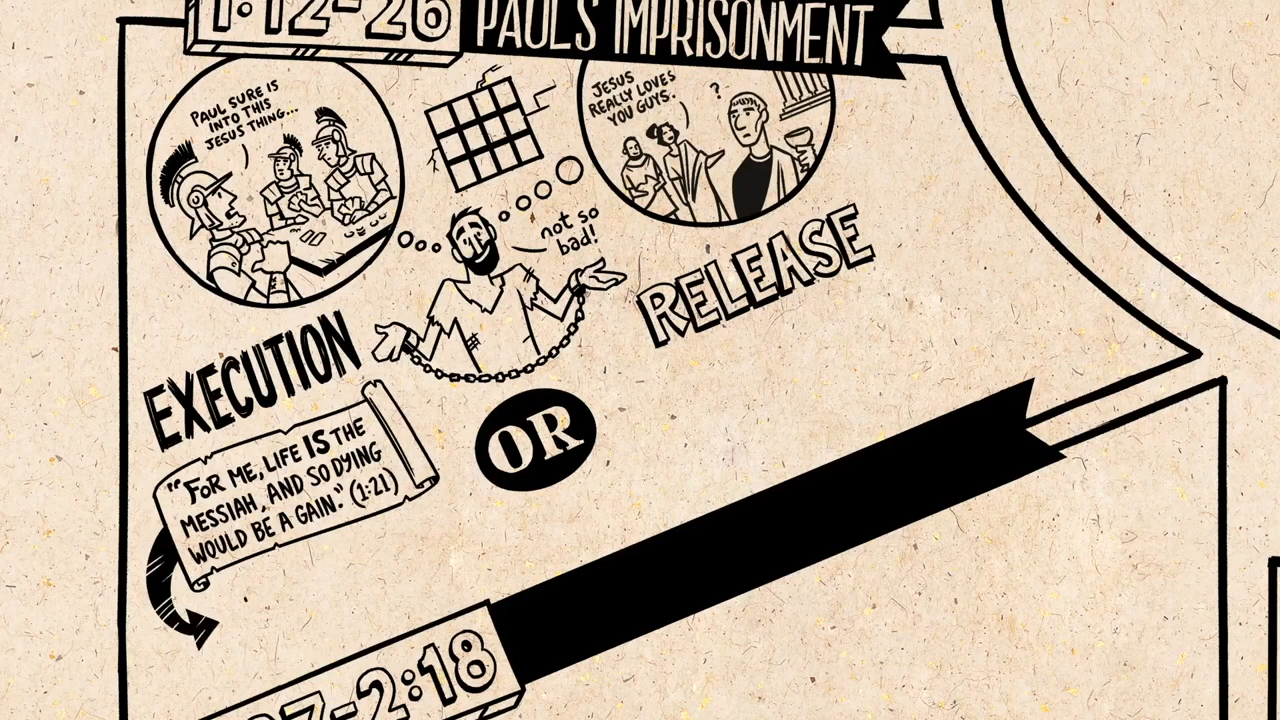 1:12-26 PAUL'S IMPRISONMENT
PAUL SURE IS
INTO THIS
JESUS THING...
JESUS
REALLY LOVES
YOU GUYS.
?
not so
bad!
RELEASE
EXECUTION
OR
"FOR ME, LIFE IS THE
MESSIAH, AND SO DYING
WOULD BE A GAIN." (1:21)
27-2:18